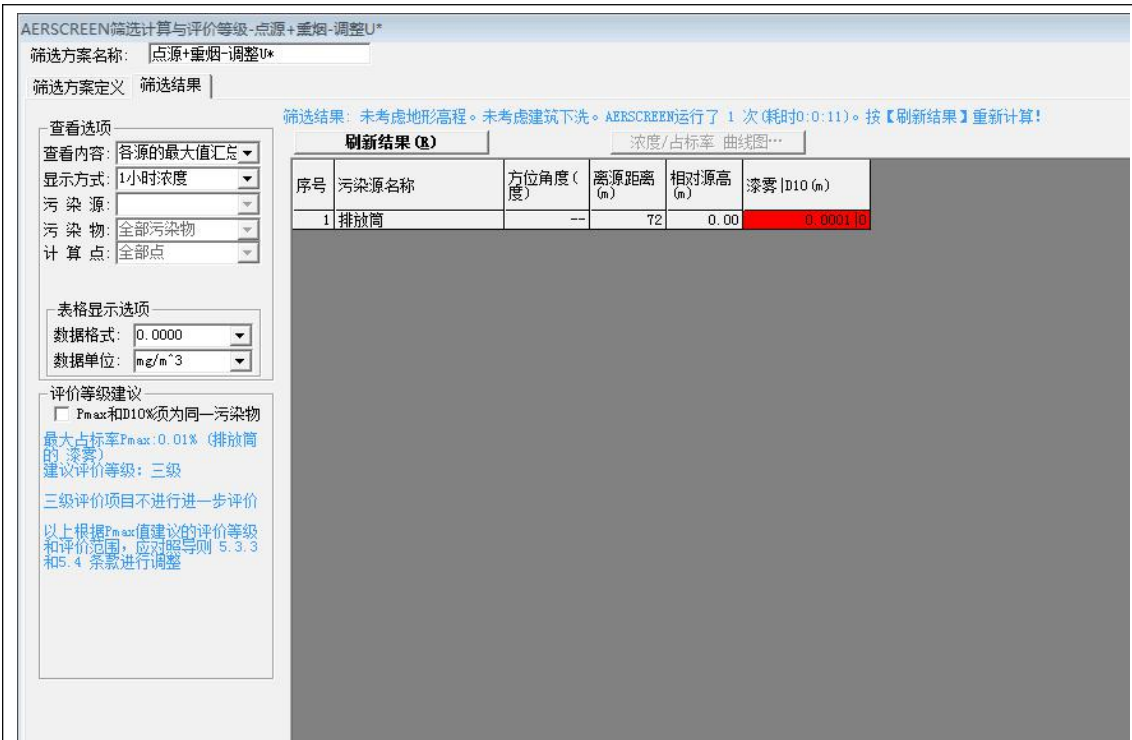 AERSCREEN筛选计算与评价等级-点源+重烟-调整U*
筛选方案名称: 点源+重烟-调整U*
筛选方案定义 筛选结果
筛选结果: 未考虑地形高程。未考虑建筑下洗。AERSCREEN运行了 1 次(耗时0:0:11)。按【刷新结果】重新计算!
刷新结果(R) 浓度/占标率 曲线图…
查看选项
查看内容: 各源的最大值汇总
显示方式: 1小时浓度
污 染 源:
污 染 物: 全部污染物
计 算 点: 全部点
序号 污染源名称 方位角度(度) 离源距离(m) 相对源高(m) 漆雾|D10(m)
1 排放筒 -- 72 0.00 0.0001|0
表格显示选项
数据格式: 0.0000
数据单位: mg/m^3
评价等级建议
Pmax和D10%须为同一污染物
最大占标率Pmax:0.01% (排放筒
的 漆雾)
建议评价等级: 三级
三级评价项目不进行进一步评价
以上根据Pmax值建议的评价等级
和评价范围,应对照导则 5.3.3
和5.4 条款进行调整